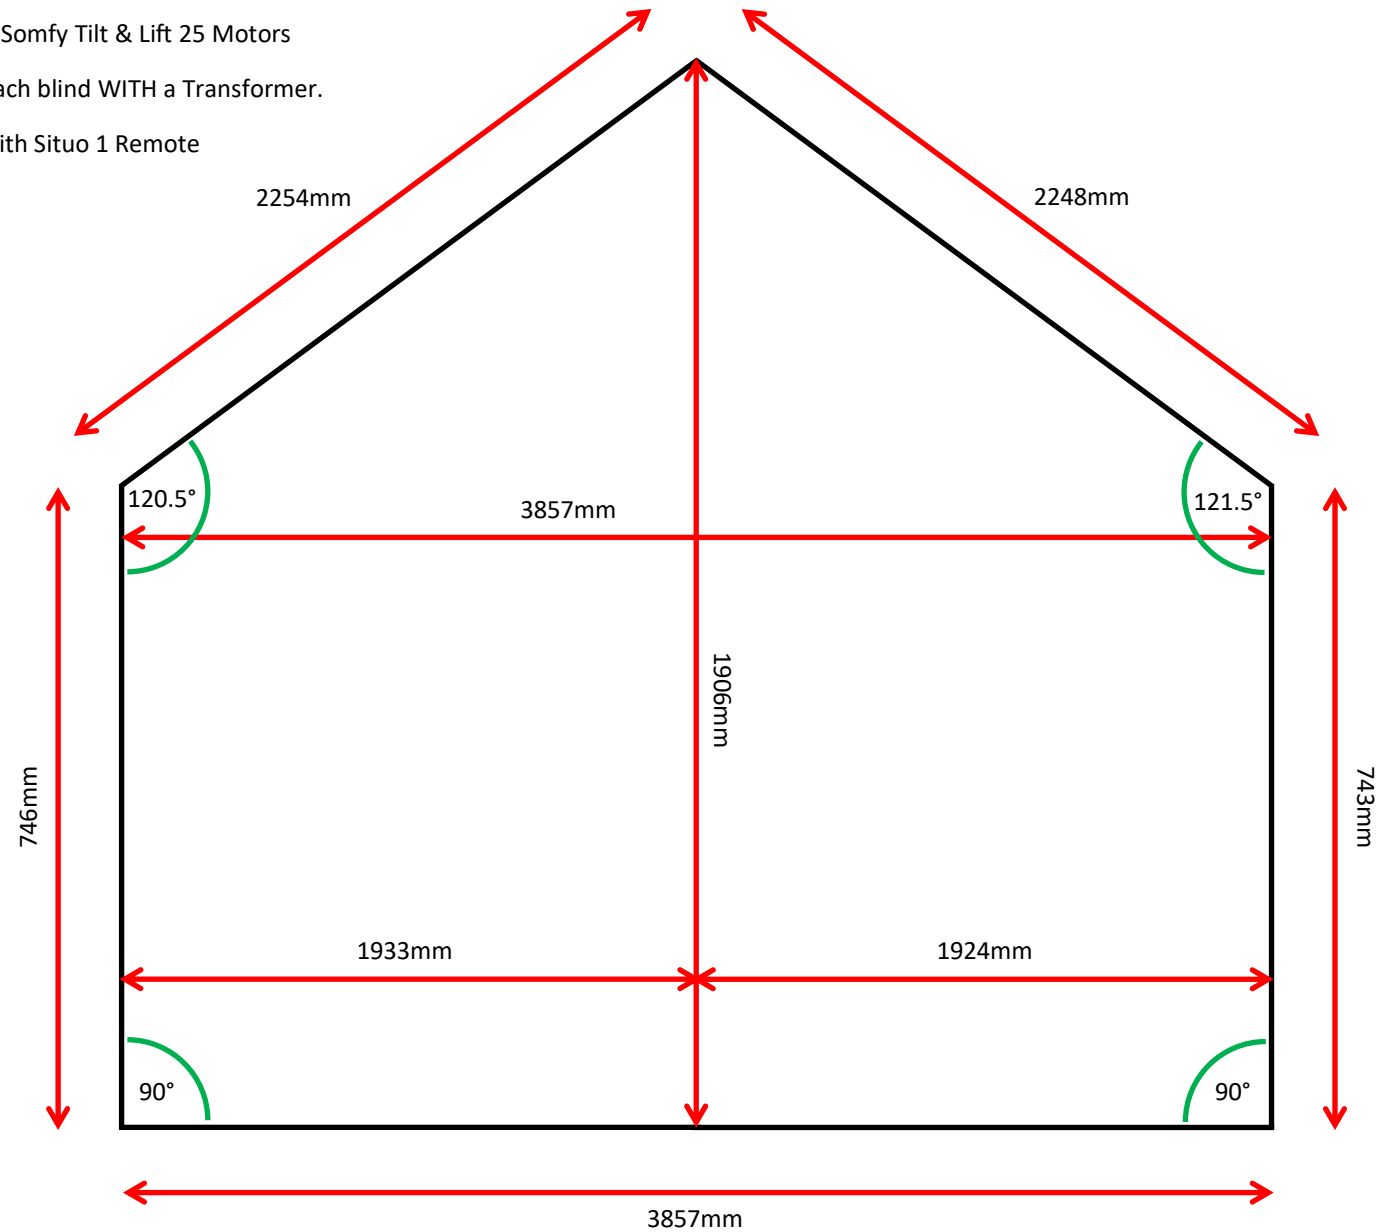 Somfy Tilt & Lift 25 Motors
ach blind WITH a Transformer.
ith Situo 1 Remote
2254mm
2248mm
120.5°
3857mm
121.5°
1906mm
746mm
743mm
1933mm
1924mm
90°
90°
3857mm